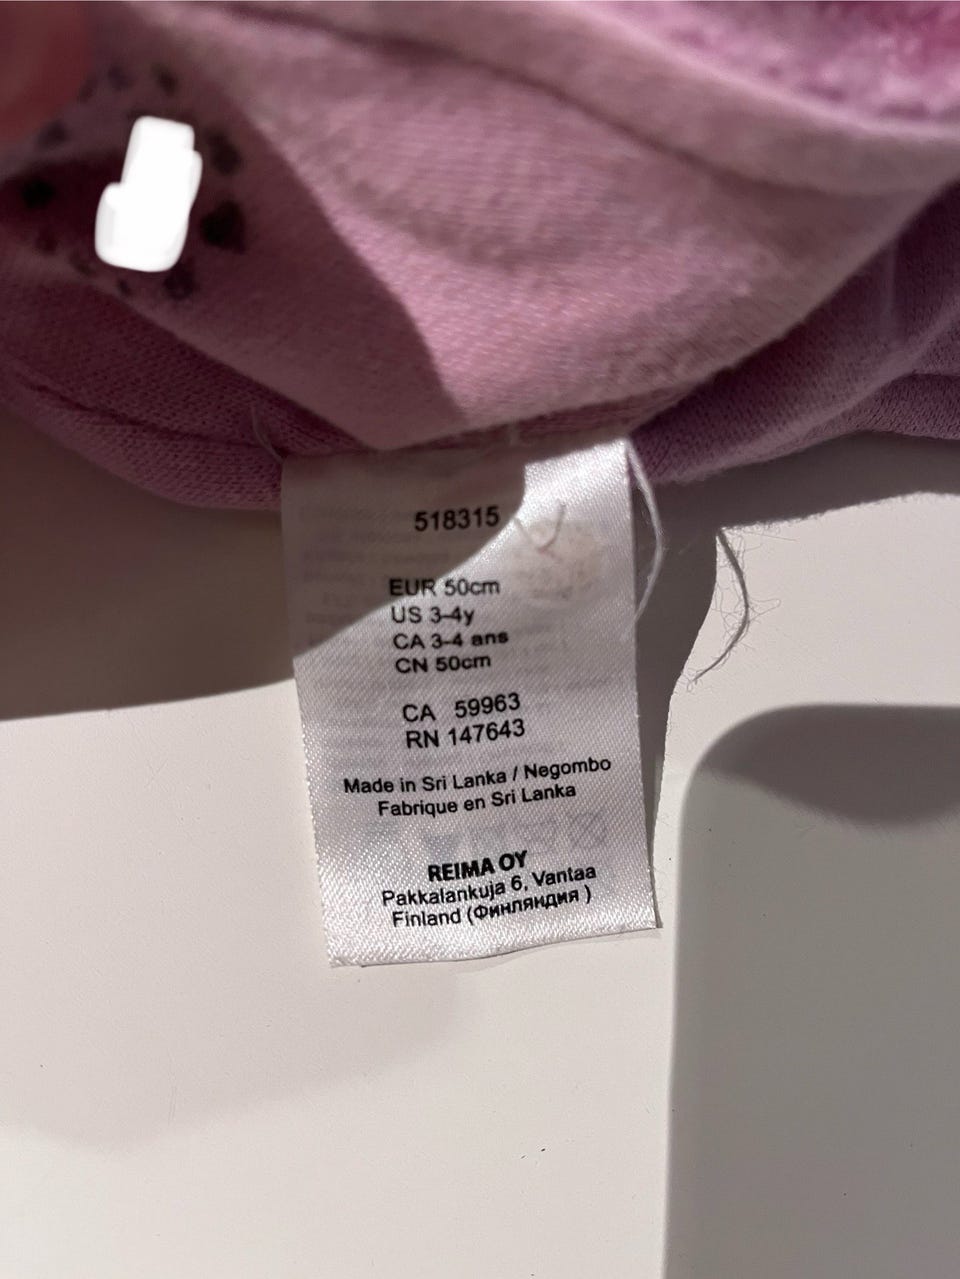 518315
EUR 50cm
US 3-4y
CA 3-4 ans
CN 50cm
CA 59963
RN 147643
Made in Sri Lanka / Negombo
Fabrique en Sri Lanka
REIMA OY
Pakkalankuja 6, Vantaa
Finland (Финляндия )